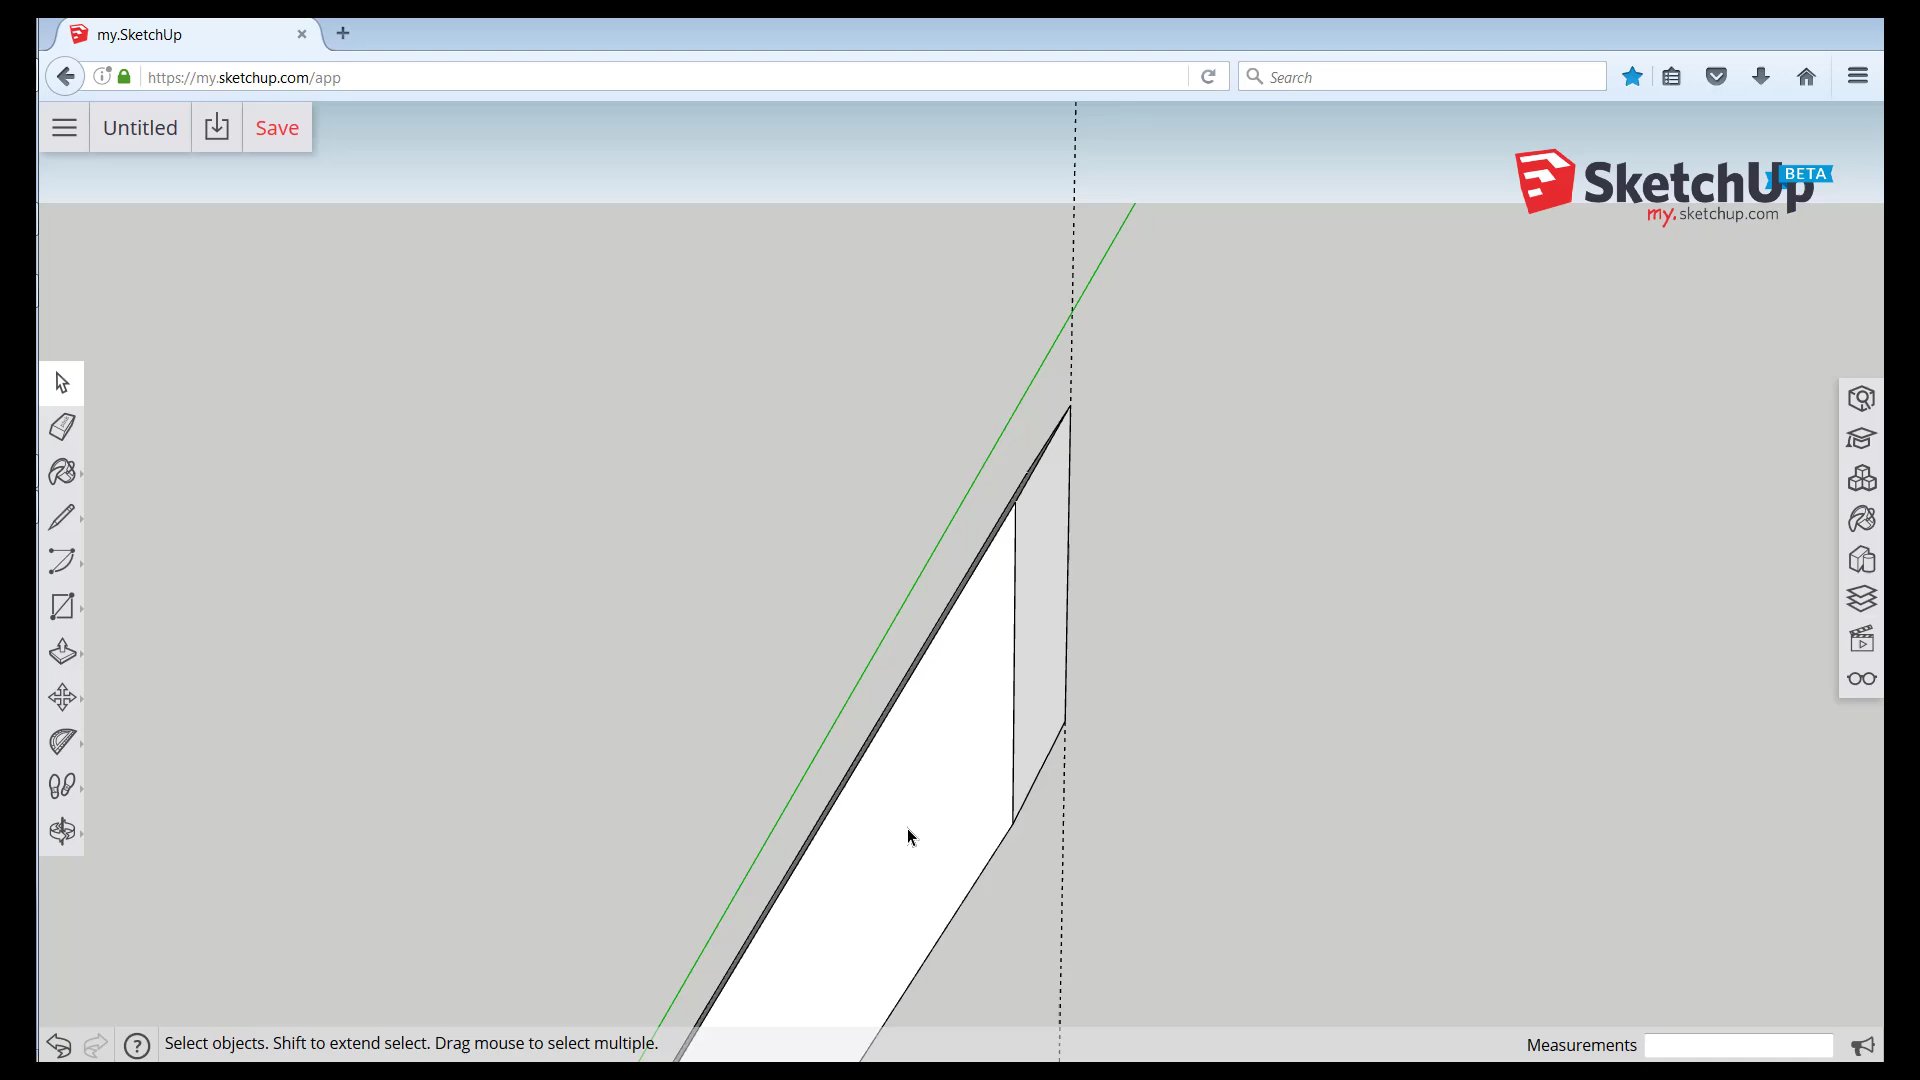 my.SketchUp
https://my.sketchup.com/app
Search
Untitled
Save
SketchUp
BETA
my.sketchup.com
Select objects. Shift to extend select. Drag mouse to select multiple.
Measurements